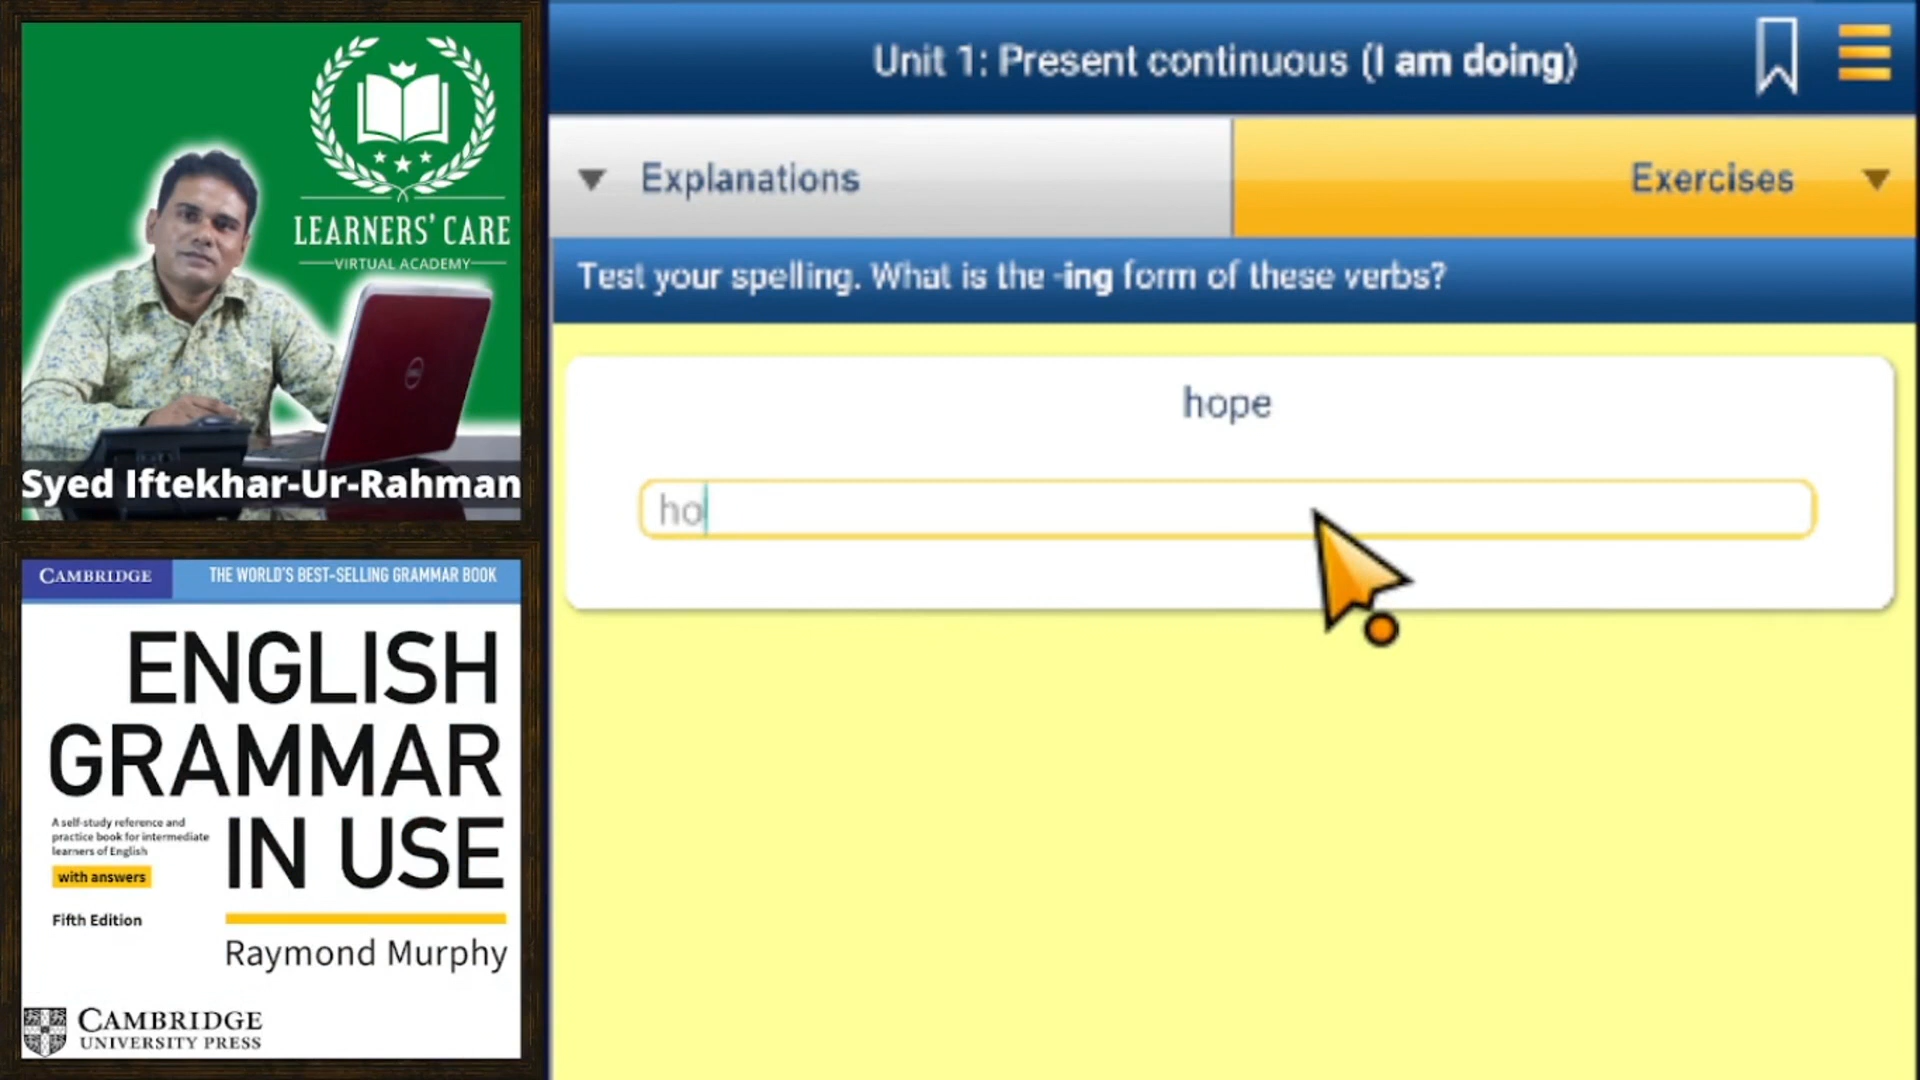 LEARNERS' CARE
VIRTUAL ACADEMY
Syed Iftekhar-Ur-Rahman
CAMBRIDGE
THE WORLD'S BEST-SELLING GRAMMAR BOOK
ENGLISH
GRAMMAR
IN USE
A self-study reference and
practice book for intermediate
learners of English
with answers
Fifth Edition
Raymond Murphy
CAMBRIDGE
UNIVERSITY PRESS
Unit 1: Present continuous (I am doing)
Explanations
Exercises
Test your spelling. What is the -ing form of these verbs?
hope
ho